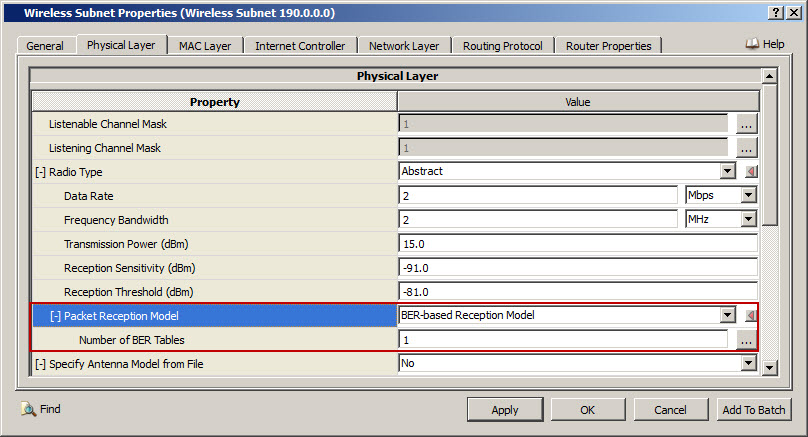 Wireless Subnet Properties (Wireless Subnet 190.0.0.0)
General Physical Layer MAC Layer Internet Controller Network Layer Routing Protocol Router Properties Help
Physical Layer
Property Value
Listenable Channel Mask 1 ...
Listening Channel Mask 1 ...
[-] Radio Type Abstract
Data Rate 2 Mbps
Frequency Bandwidth 2 MHz
Transmission Power (dBm) 15.0
Reception Sensitivity (dBm) -91.0
Reception Threshold (dBm) -81.0
[-] Packet Reception Model BER-based Reception Model
Number of BER Tables 1 ...
[-] Specify Antenna Model from File No
Find Apply OK Cancel Add To Batch